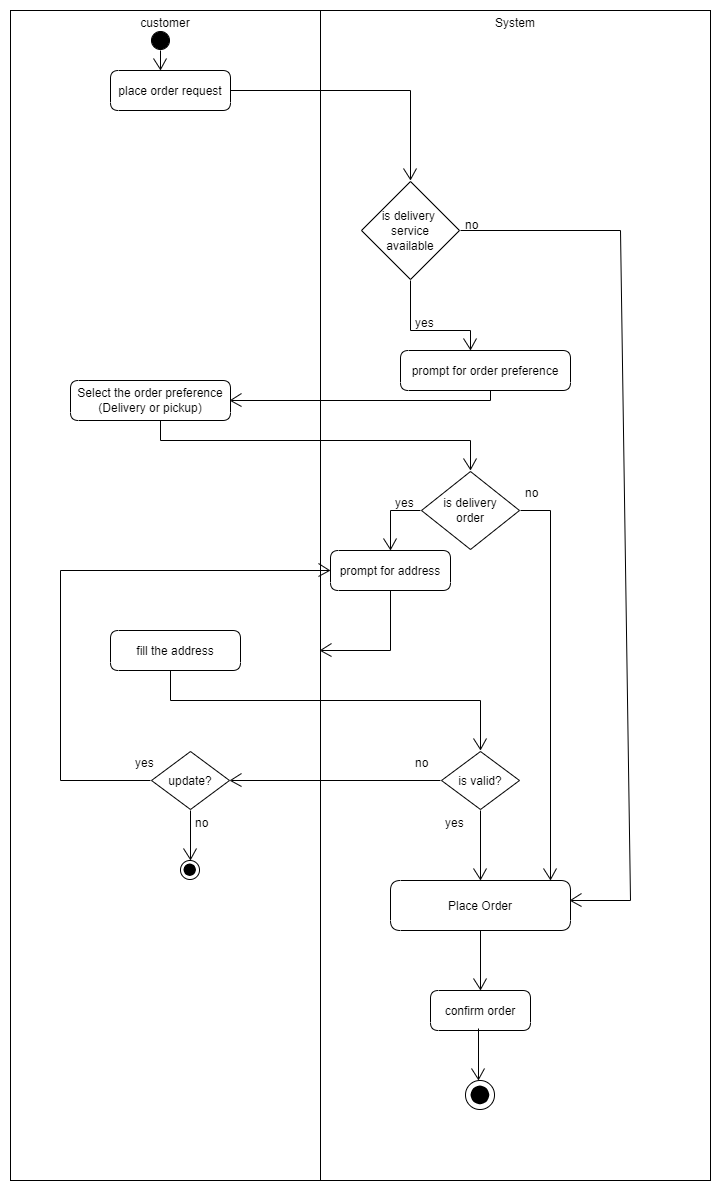 customer
System
place order request
is delivery
service
available
no
yes
prompt for order preference
Select the order preference
(Delivery or pickup)
is delivery
order
yes
no
prompt for address
fill the address
yes
update?
no
no
is valid?
yes
Place Order
confirm order